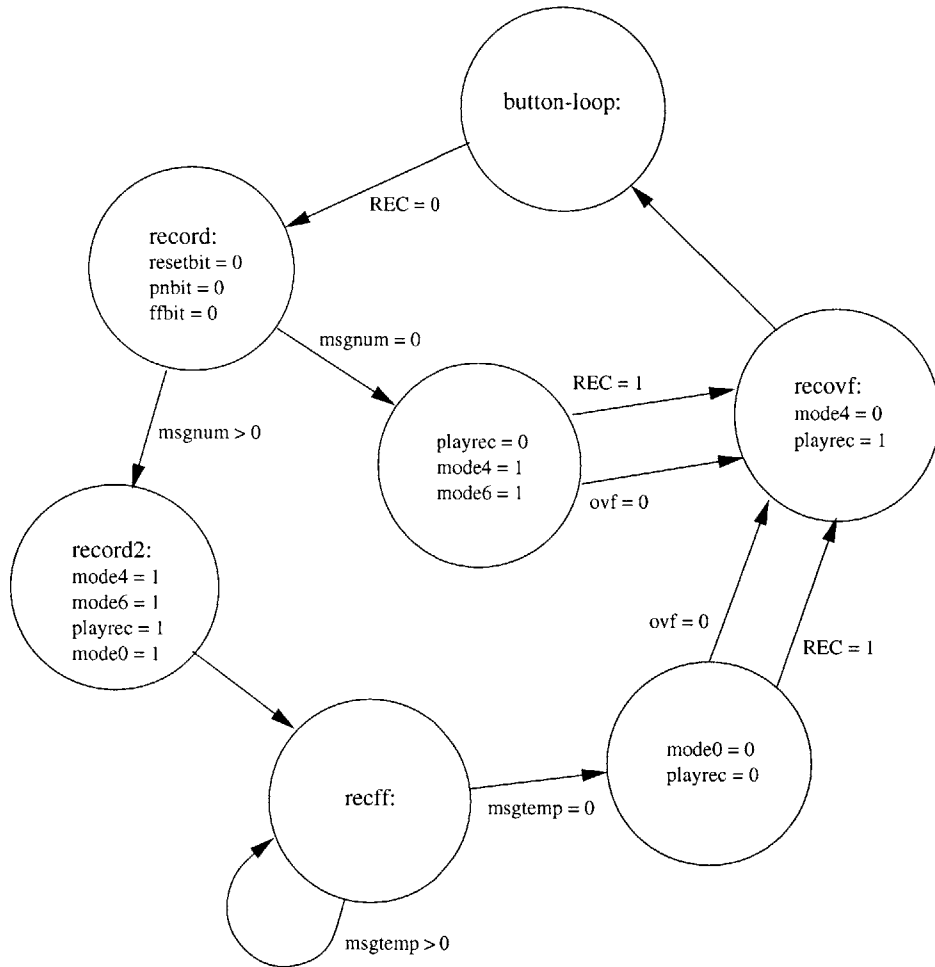 button-loop:
REC = 0
record:
resetbit = 0
pnbit = 0
ffbit = 0
msgnum = 0
msgnum > 0
REC = 1
recovf:
mode4 = 0
playrec = 1
playrec = 0
mode4 = 1
mode6 = 1
ovf = 0
record2:
mode4 = 1
mode6 = 1
playrec = 1
mode0 = 1
ovf = 0
REC = 1
mode0 = 0
playrec = 0
recff:
msgtemp = 0
msgtemp > 0